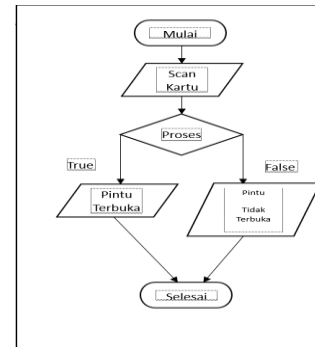 Mulai
Scan
Kartu
Proses
True
False
Pintu
Terbuka
Pintu
Tidak
Terbuka
Selesai